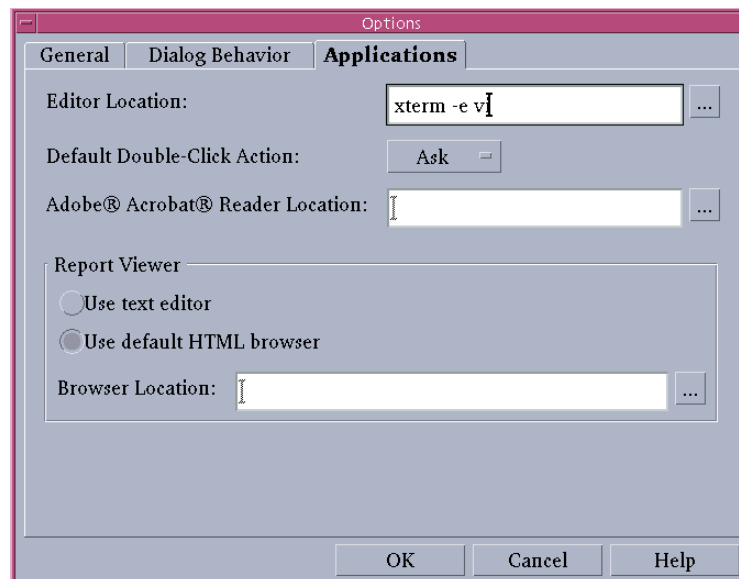 Options
General Dialog Behavior Applications
Editor Location: xterm -e vi ...
Default Double-Click Action: Ask
Adobe® Acrobat® Reader Location: ...
Report Viewer
Use text editor
Use default HTML browser
Browser Location: ...
OK Cancel Help